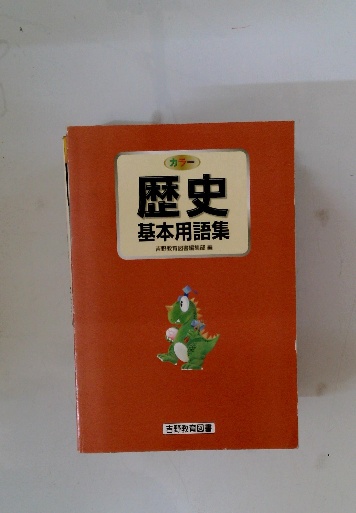 カラー
歴史
基本用語集
吉野教育図書編集部 編
吉野教育図書